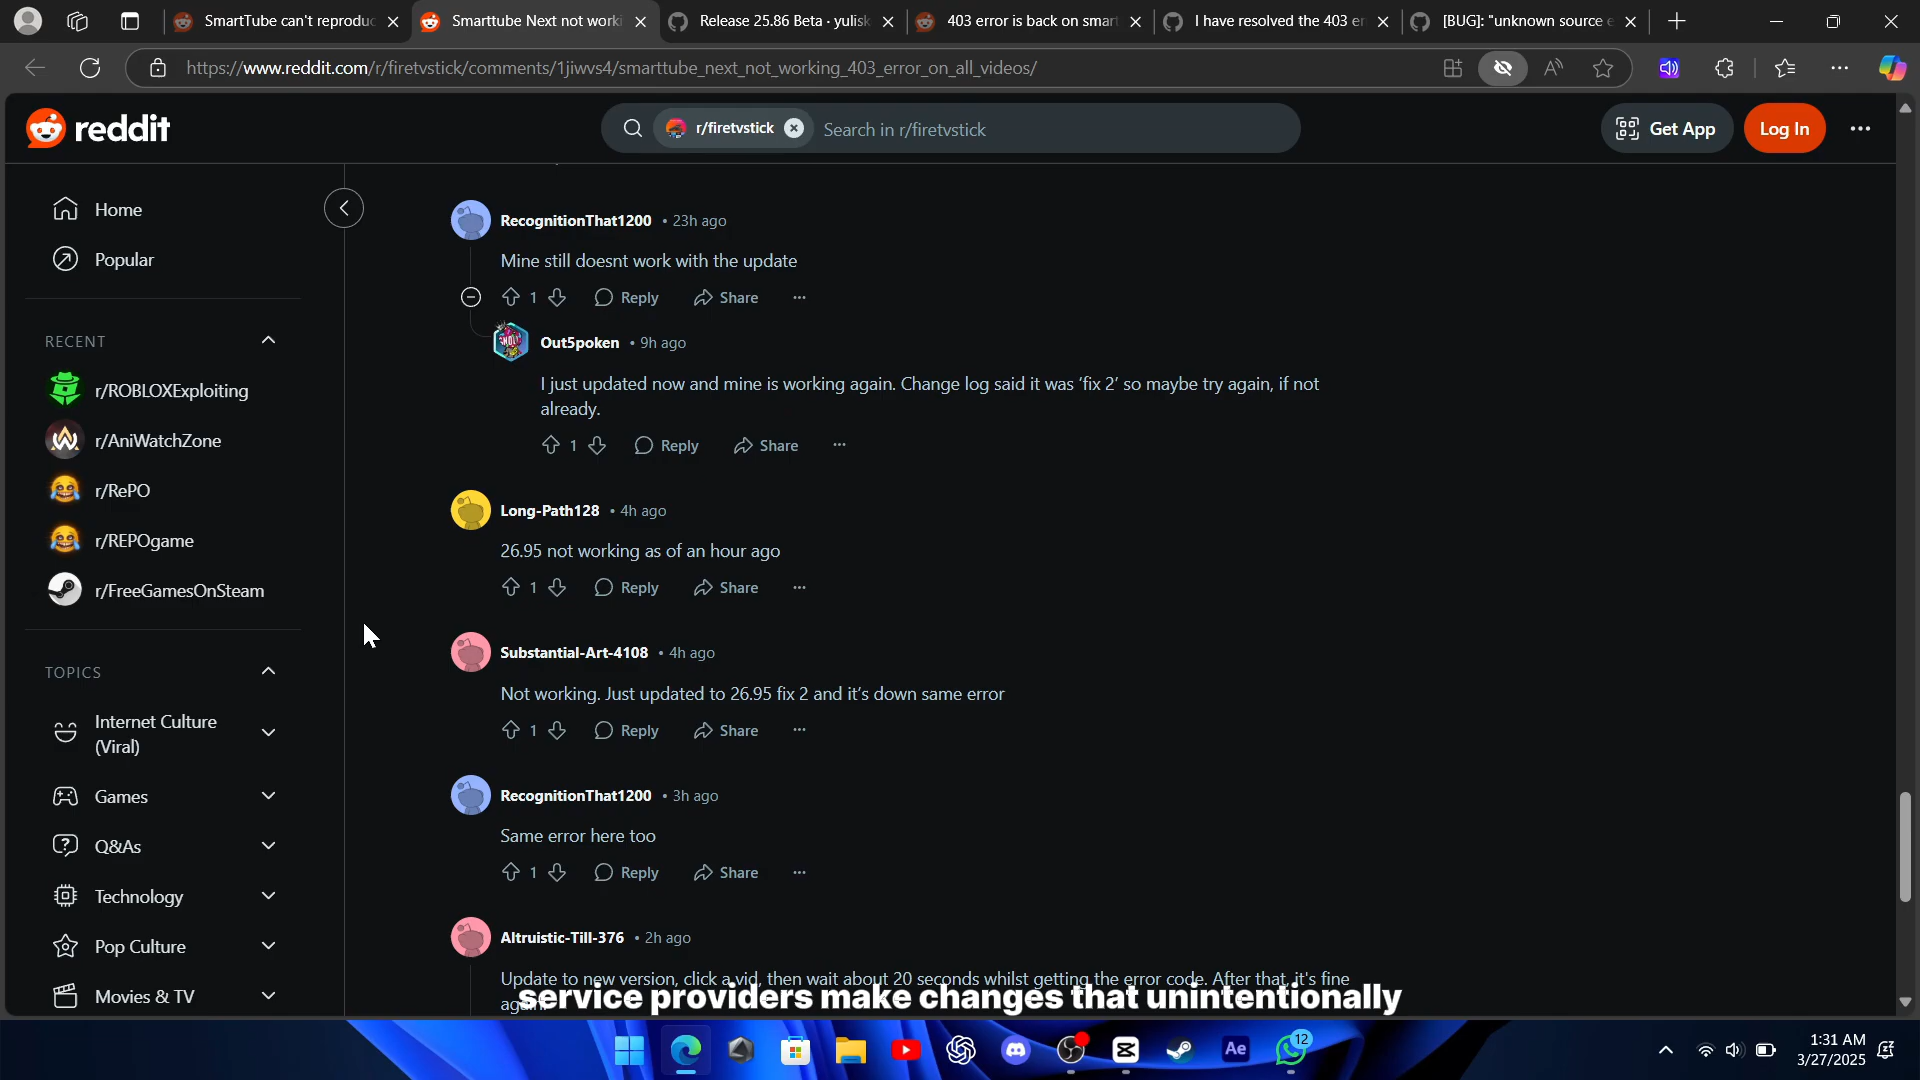 SmartTube can't reproduc
Smarttube Next not worki
Release 25.86 Beta · yulisk
403 error is back on smart
I have resolved the 403 er
[BUG]: "unknown source e
https://www.reddit.com/r/firetvstick/comments/1jiwvs4/smarttube_next_not_working_403_error_on_all_videos/
reddit
r/firetvstick
Search in r/firetvstick
Get App
Log In
Home
Popular
RECENT
r/ROBLOXExploiting
r/AniWatchZone
r/RePO
r/REPOgame
r/FreeGamesOnSteam
TOPICS
Internet Culture
(Viral)
Games
Q&As
Technology
Pop Culture
Movies & TV
RecognitionThat1200 • 23h ago
Mine still doesnt work with the update
1 Reply Share
Out5poken • 9h ago
I just updated now and mine is working again. Change log said it was ‘fix 2’ so maybe try again, if not
already.
1 Reply Share
Long-Path128 • 4h ago
26.95 not working as of an hour ago
1 Reply Share
Substantial-Art-4108 • 4h ago
Not working. Just updated to 26.95 fix 2 and it’s down same error
1 Reply Share
RecognitionThat1200 • 3h ago
Same error here too
1 Reply Share
Altruistic-Till-376 • 2h ago
Update to new version, click a vid, then wait about 20 seconds whilst getting the error code. After that, it's fine
service providers make changes that unintentionally
Ae
12
1:31 AM
3/27/2025